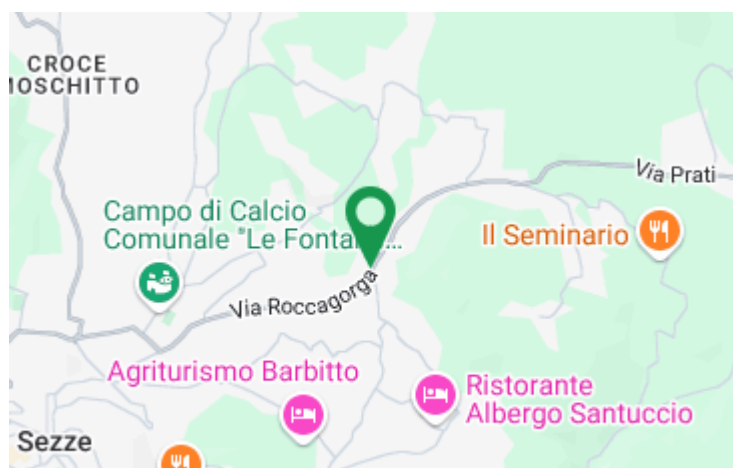 CROCE
MOSCHITTO
Via Prati
Campo di Calcio
Comunale "Le Fontan...
Il Seminario
Via Roccagorga
Agriturismo Barbitto
Ristorante
Albergo Santuccio
Sezze